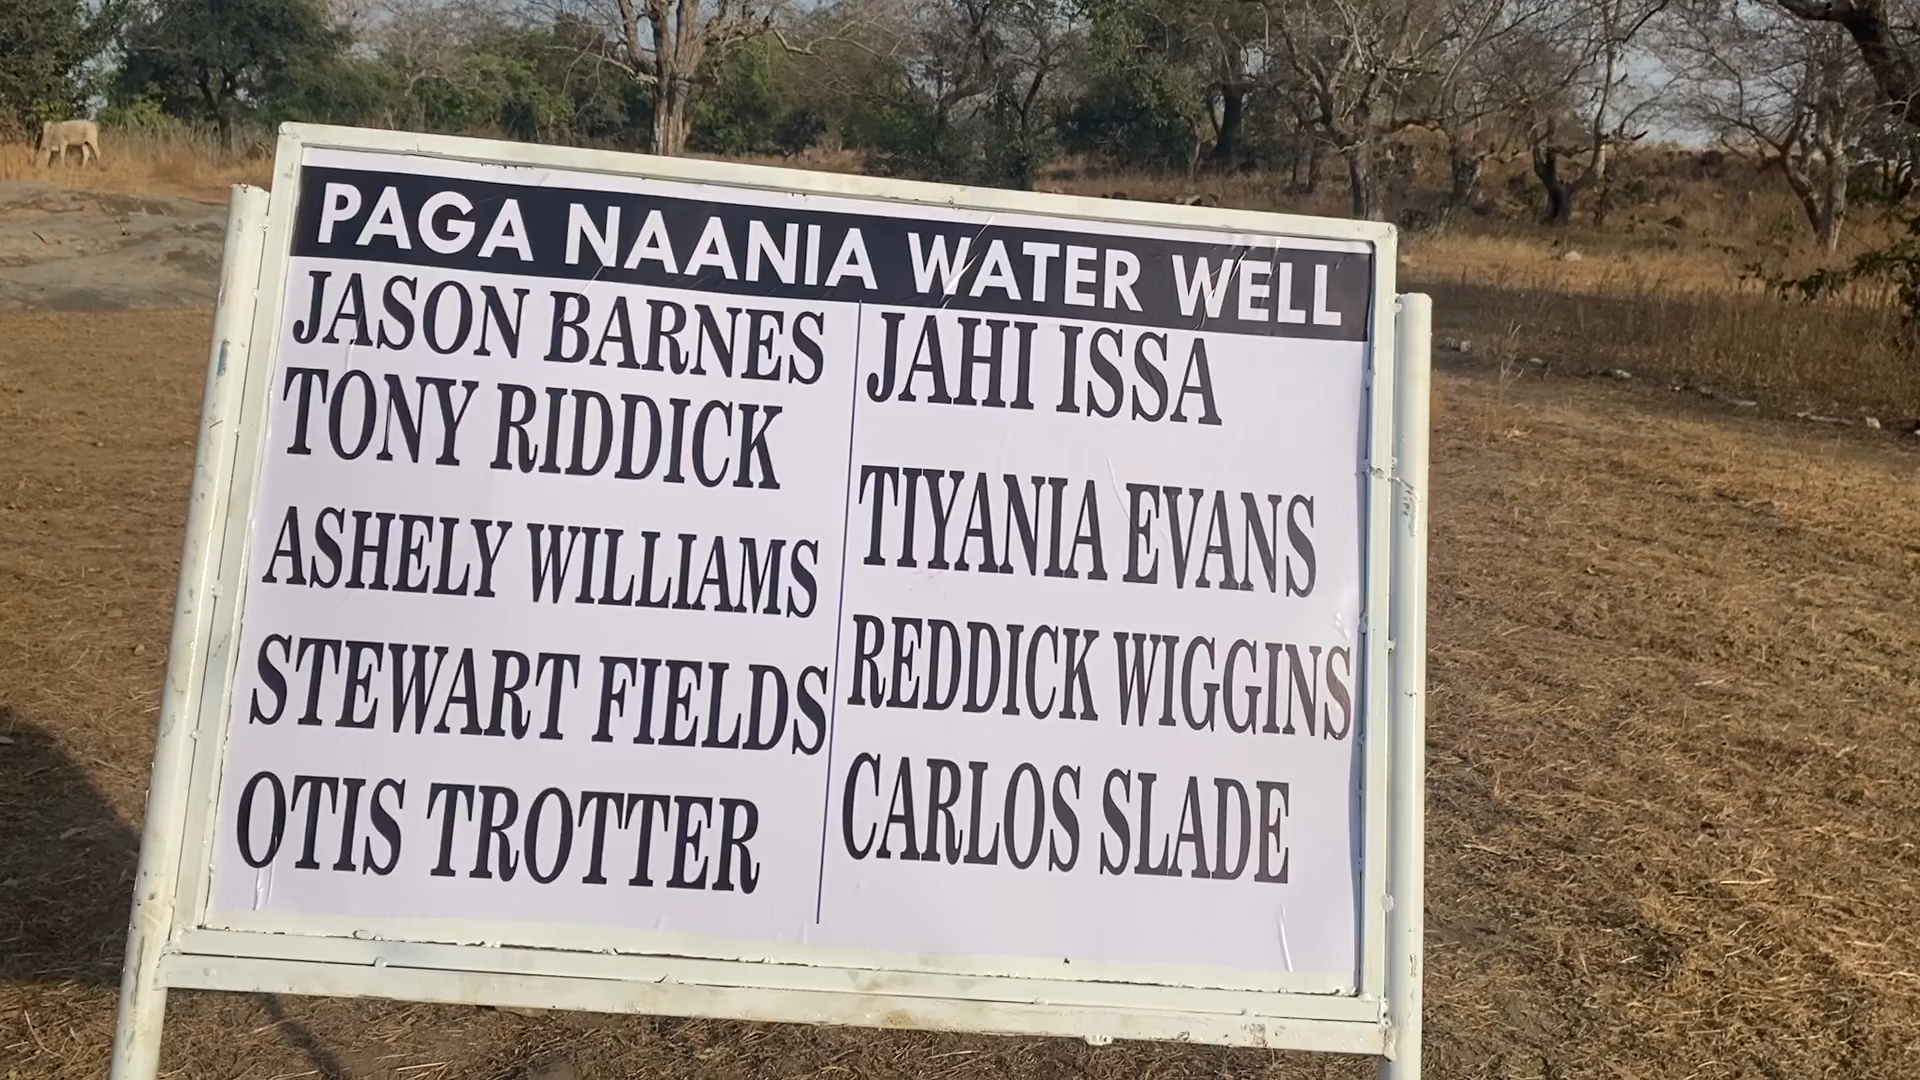 PAGA NAANIA WATER WELL
JASON BARNES
TONY RIDDICK
ASHELY WILLIAMS
STEWART FIELDS
OTIS TROTTER
JAHI ISSA
TIYANIA EVANS
REDDICK WIGGINS
CARLOS SLADE